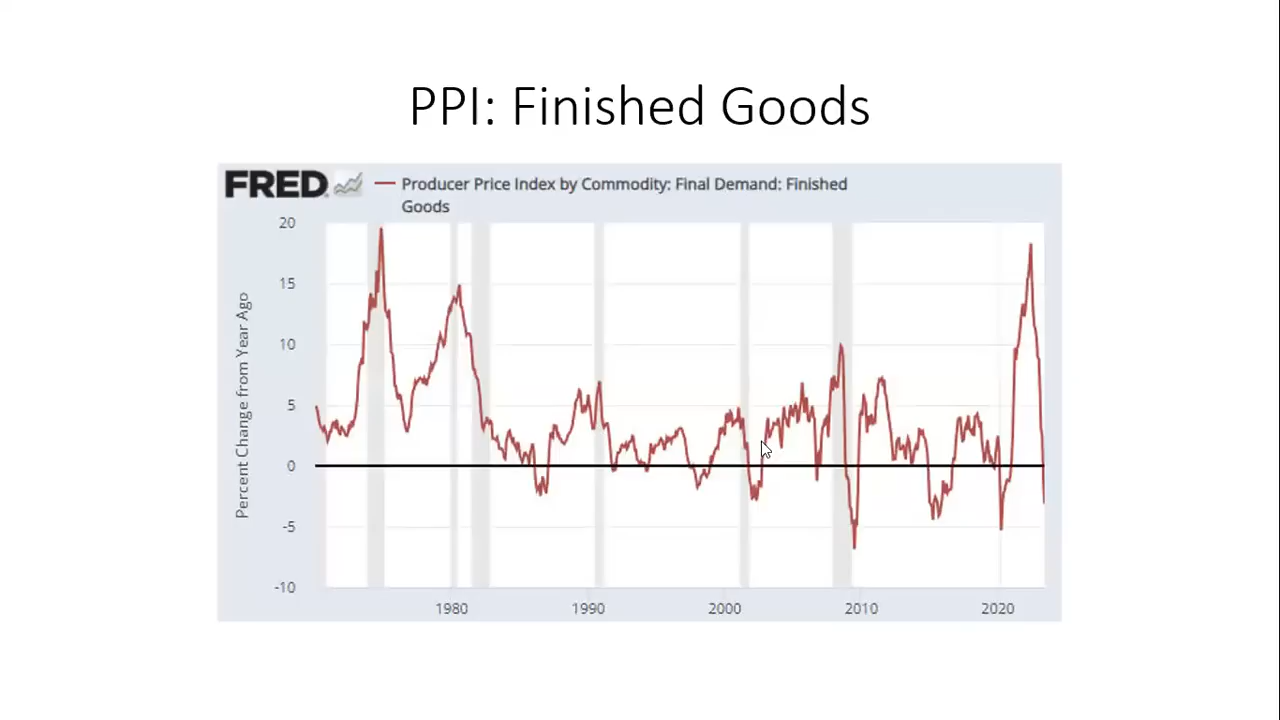 PPI: Finished Goods
FRED
Producer Price Index by Commodity: Final Demand: Finished
Goods
Percent Change from Year Ago
20
15
10
5
0
-5
-10
1980
1990
2000
2010
2020